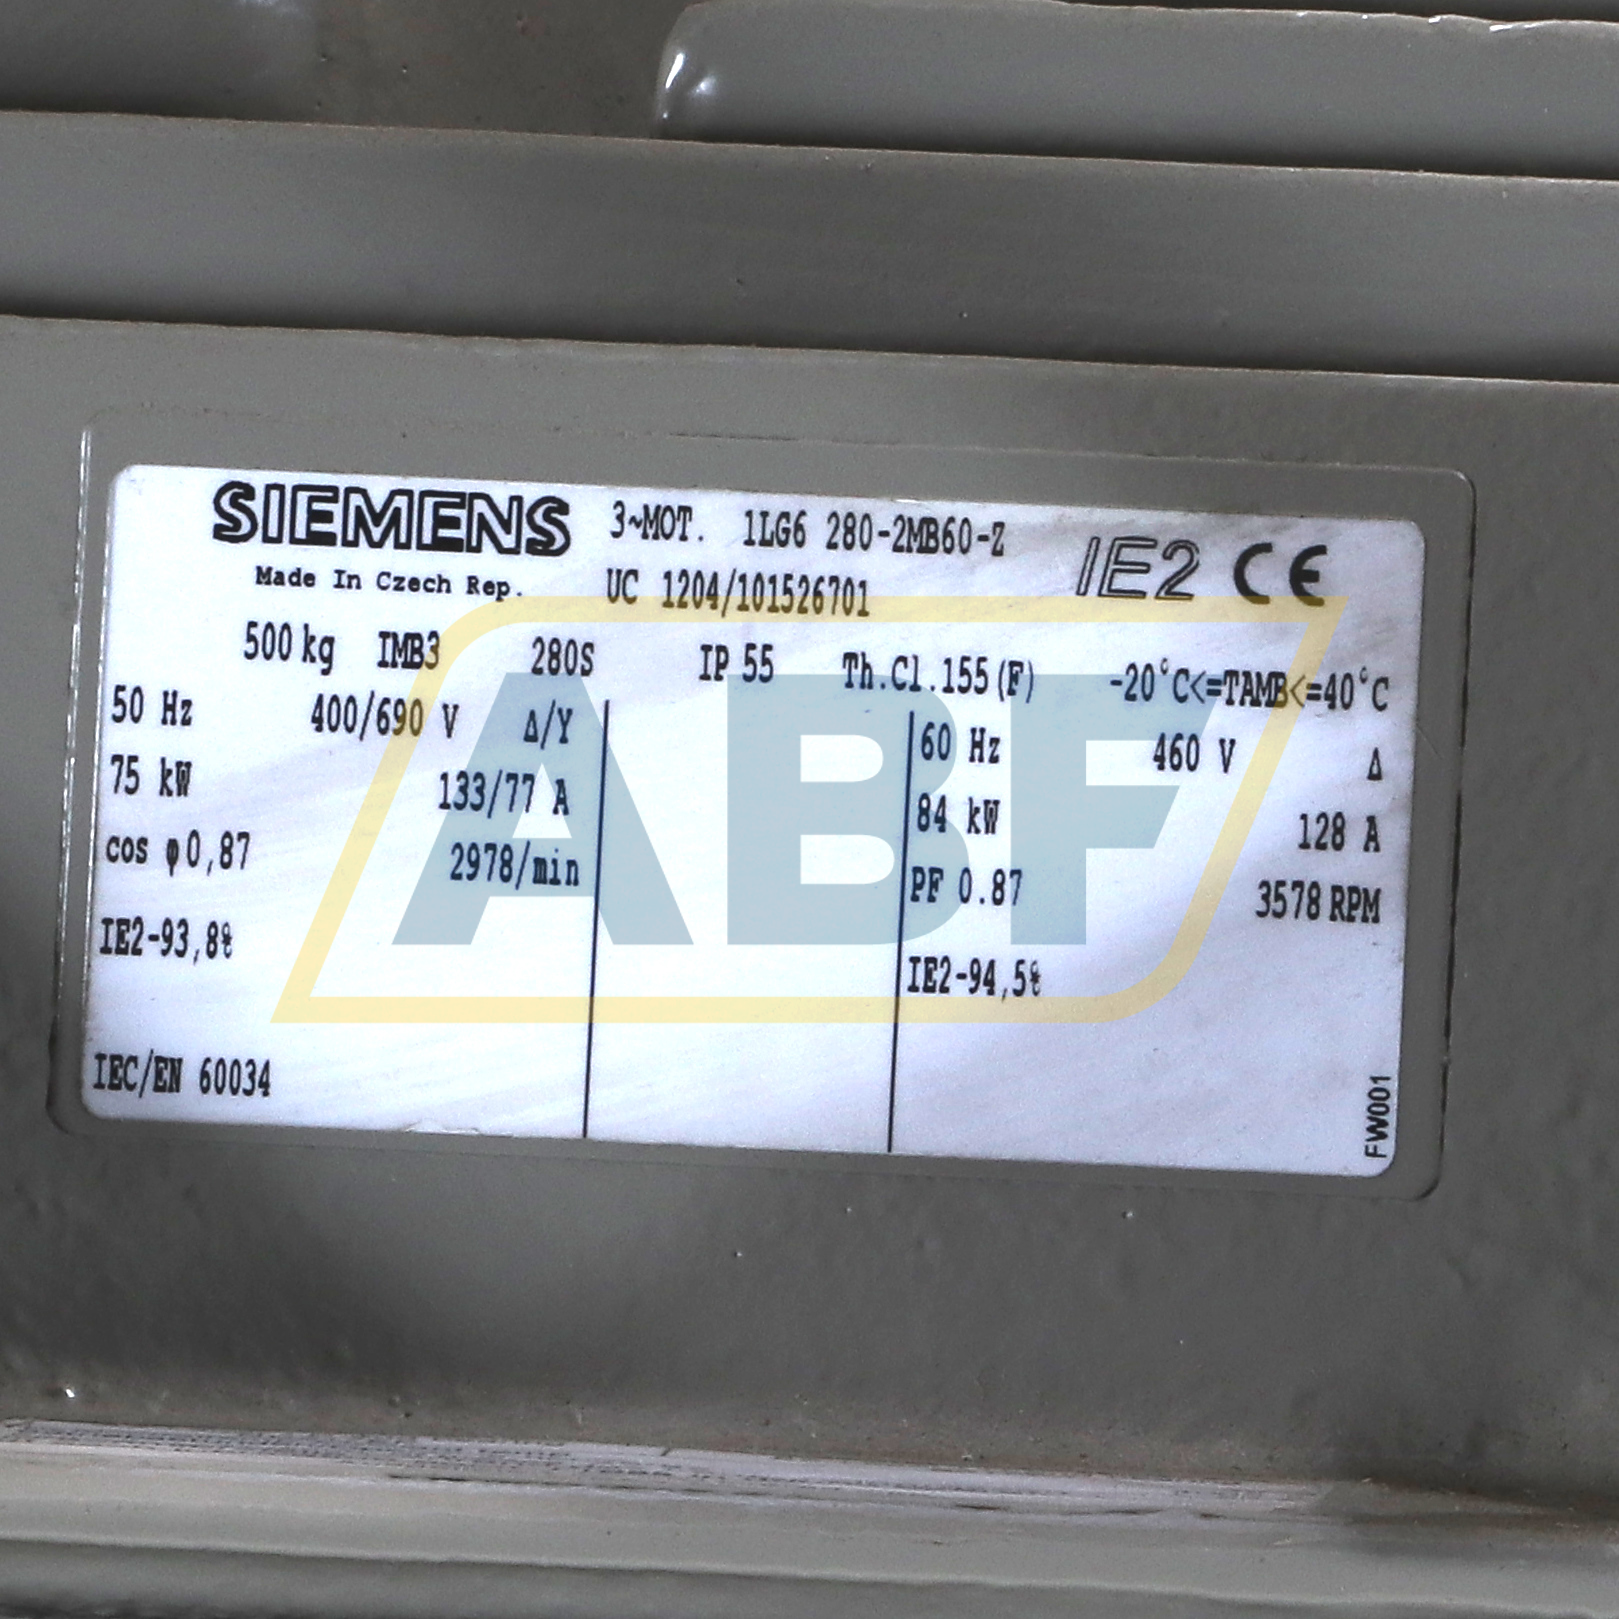 SIEMENS 3~MOT. 1LG6 280-2MB60-Z IE2 CE
Made In Czech Rep. UC 1204/101526701
500 kg IMB3 280S IP 55 Th.Cl.155(F) -20°C<=TAMB<=40°C
50 Hz 400/690 V Δ/Y 60 Hz 460 V Δ
75 kW 133/77 A 84 kW 128 A
cos φ0,87 2978/min PF 0.87 3578 RPM
IE2-93,8% IE2-94,5%
IEC/EN 60034
FW001
ABF